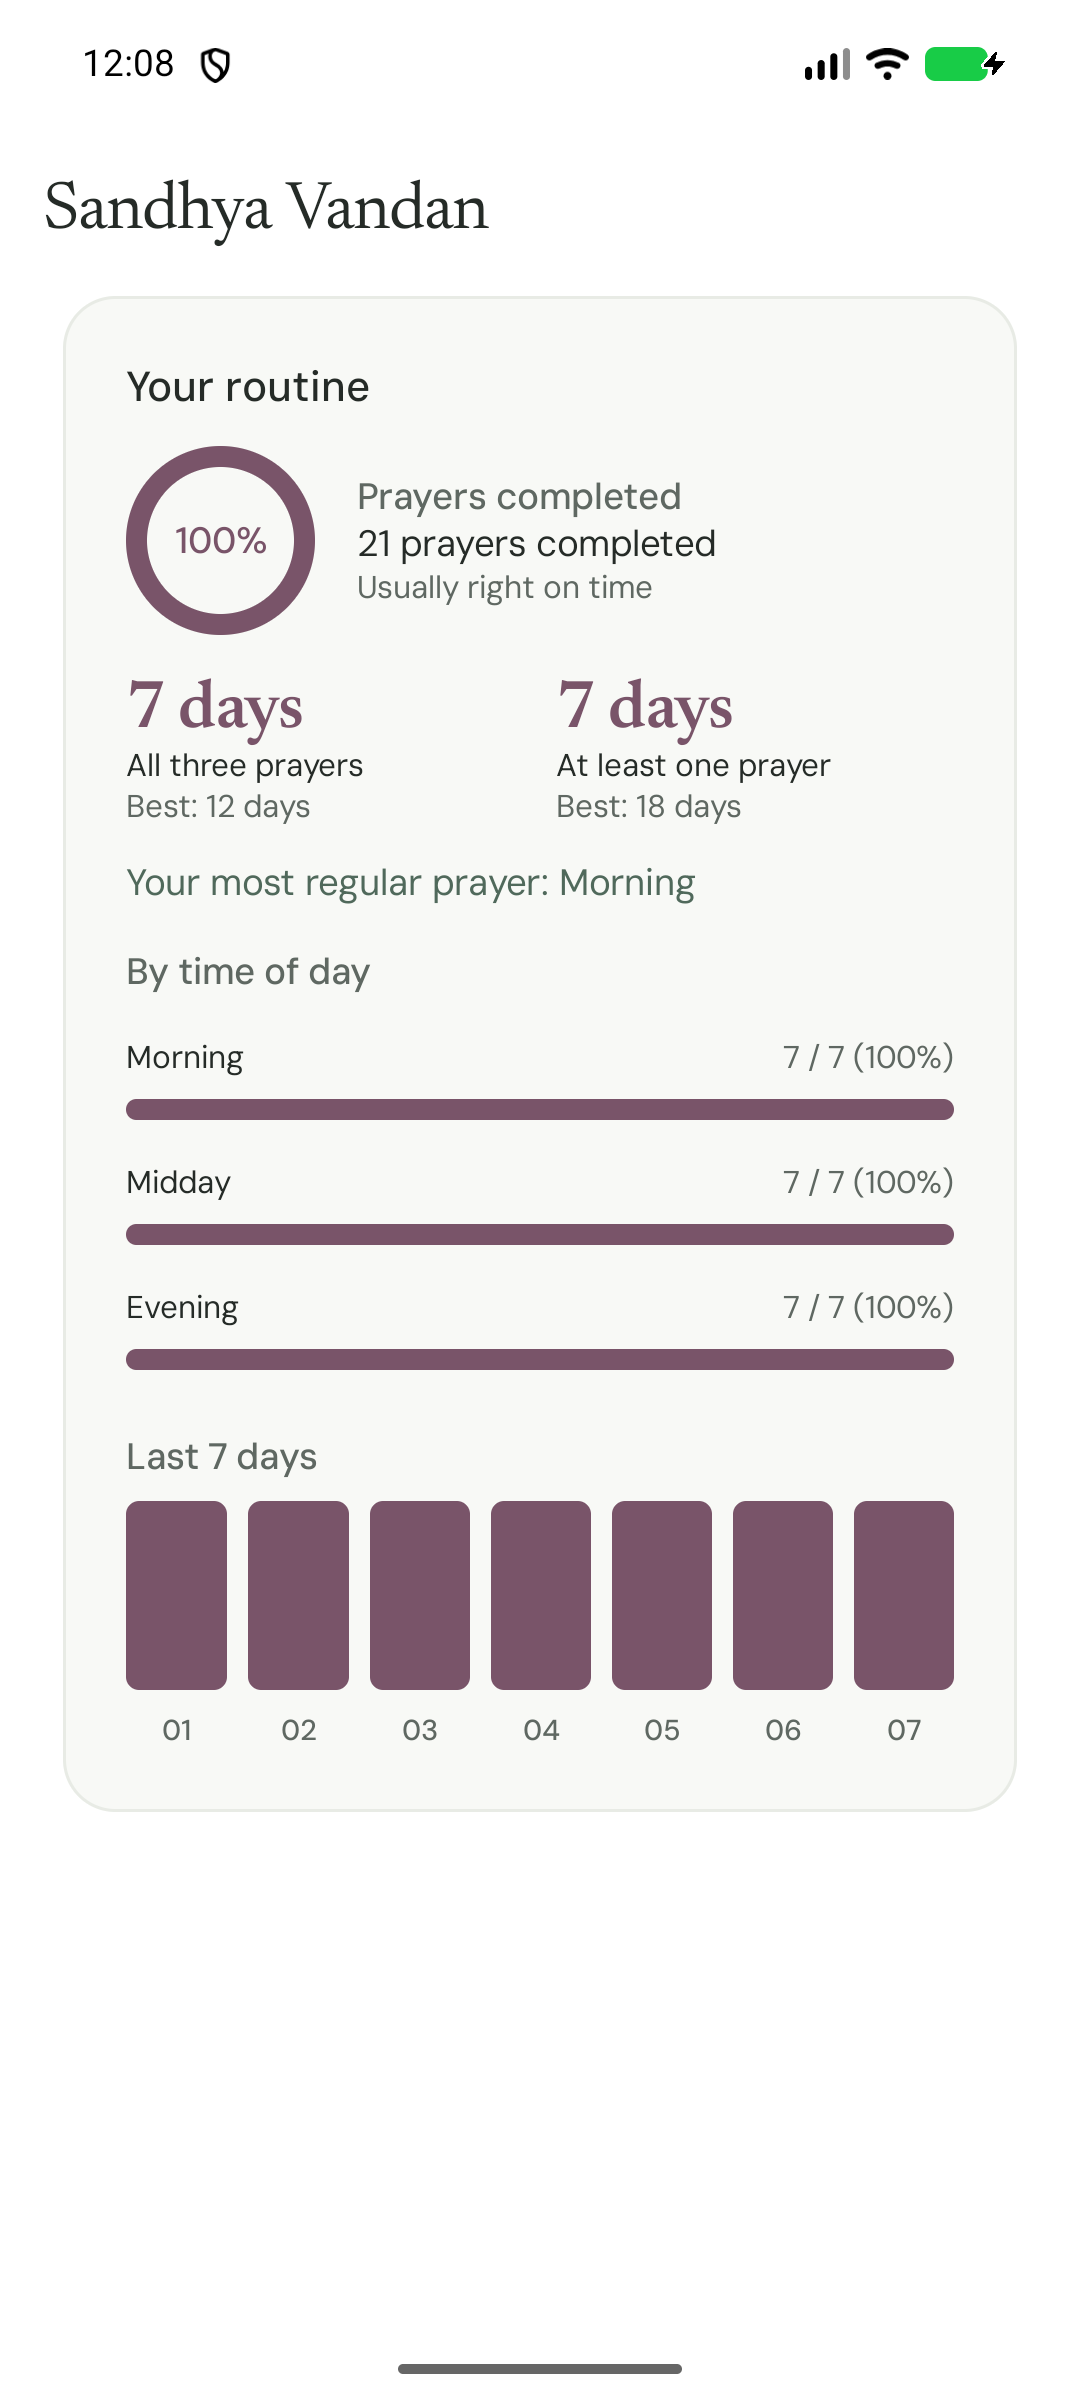 12:08
Sandhya Vandan
Your routine
100%
Prayers completed
21 prayers completed
Usually right on time
7 days
All three prayers
Best: 12 days
7 days
At least one prayer
Best: 18 days
Your most regular prayer: Morning
By time of day
Morning 7 / 7 (100%)
Midday 7 / 7 (100%)
Evening 7 / 7 (100%)
Last 7 days
01 02 03 04 05 06 07